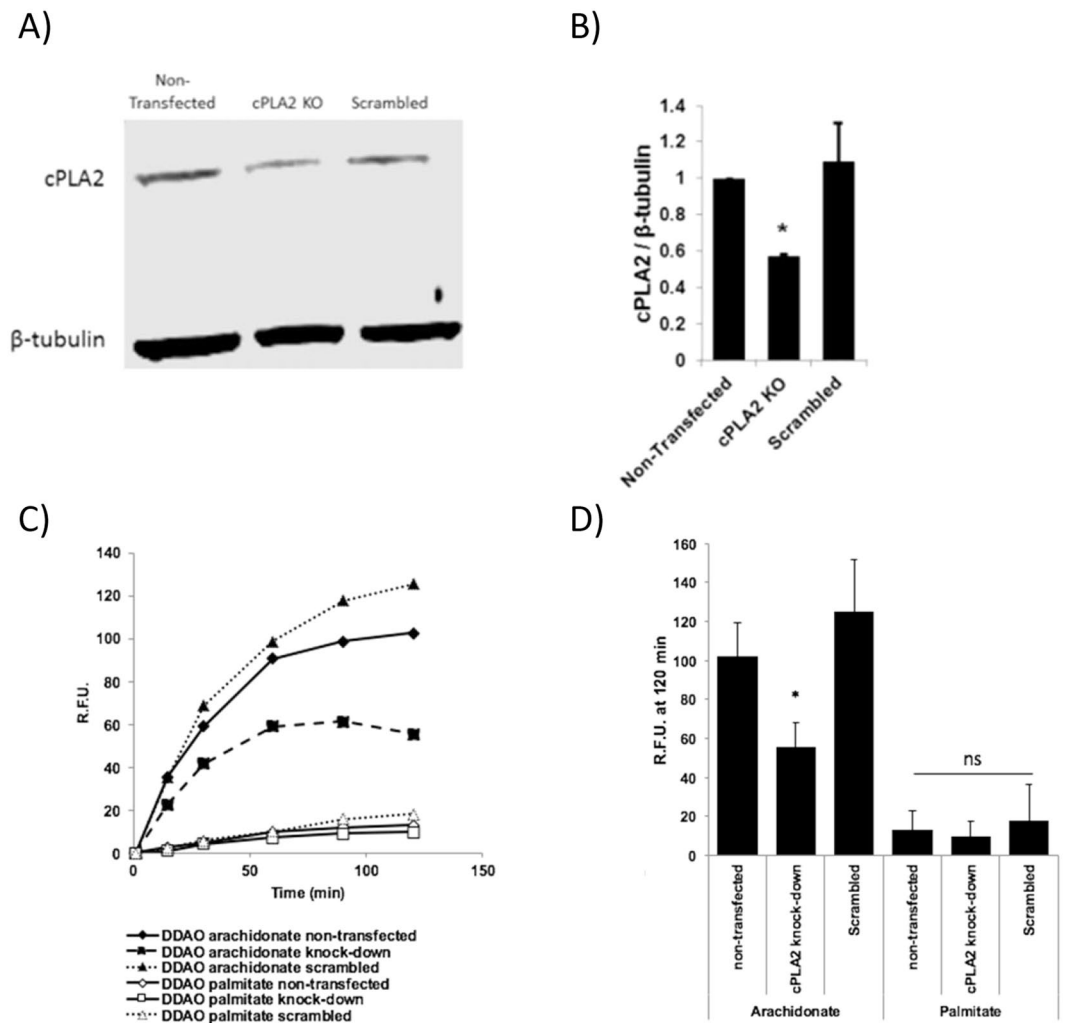 A)
Non-
Transfected
cPLA2 KO
Scrambled
cPLA2
β-tubulin
B)
cPLA2 / β-tubulin
1.4
1.2
1
0.8
0.6
0.4
0.2
0
*
Non-Transfected
cPLA2 KO
Scrambled
C)
R.F.U.
140
120
100
80
60
40
20
0
0
50
100
150
Time (min)
DDAO arachidonate non-transfected
DDAO arachidonate knock-down
DDAO arachidonate scrambled
DDAO palmitate non-transfected
DDAO palmitate knock-down
DDAO palmitate scrambled
D)
R.F.U. at 120 min
160
140
120
100
80
60
40
20
0
*
ns
non-transfected
cPLA2 knock-down
Scrambled
non-transfected
cPLA2 knock-down
Scrambled
Arachidonate
Palmitate